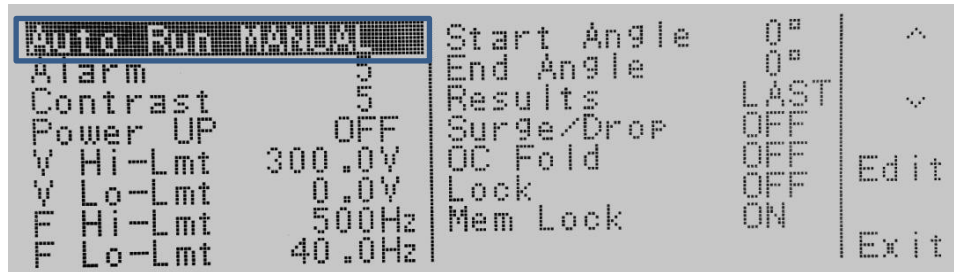 Auto Run MANUAL
Alarm 5
Contrast 5
Power UP OFF
V Hi-Lmt 300.0V
V Lo-Lmt 0.0V
F Hi-Lmt 500Hz
F Lo-Lmt 40.0Hz
Start Angle 0°
End Angle 0°
Results LAST
Surge/Drop OFF
OC Fold OFF
Lock OFF
Mem Lock ON
^
v
Edit
Exit